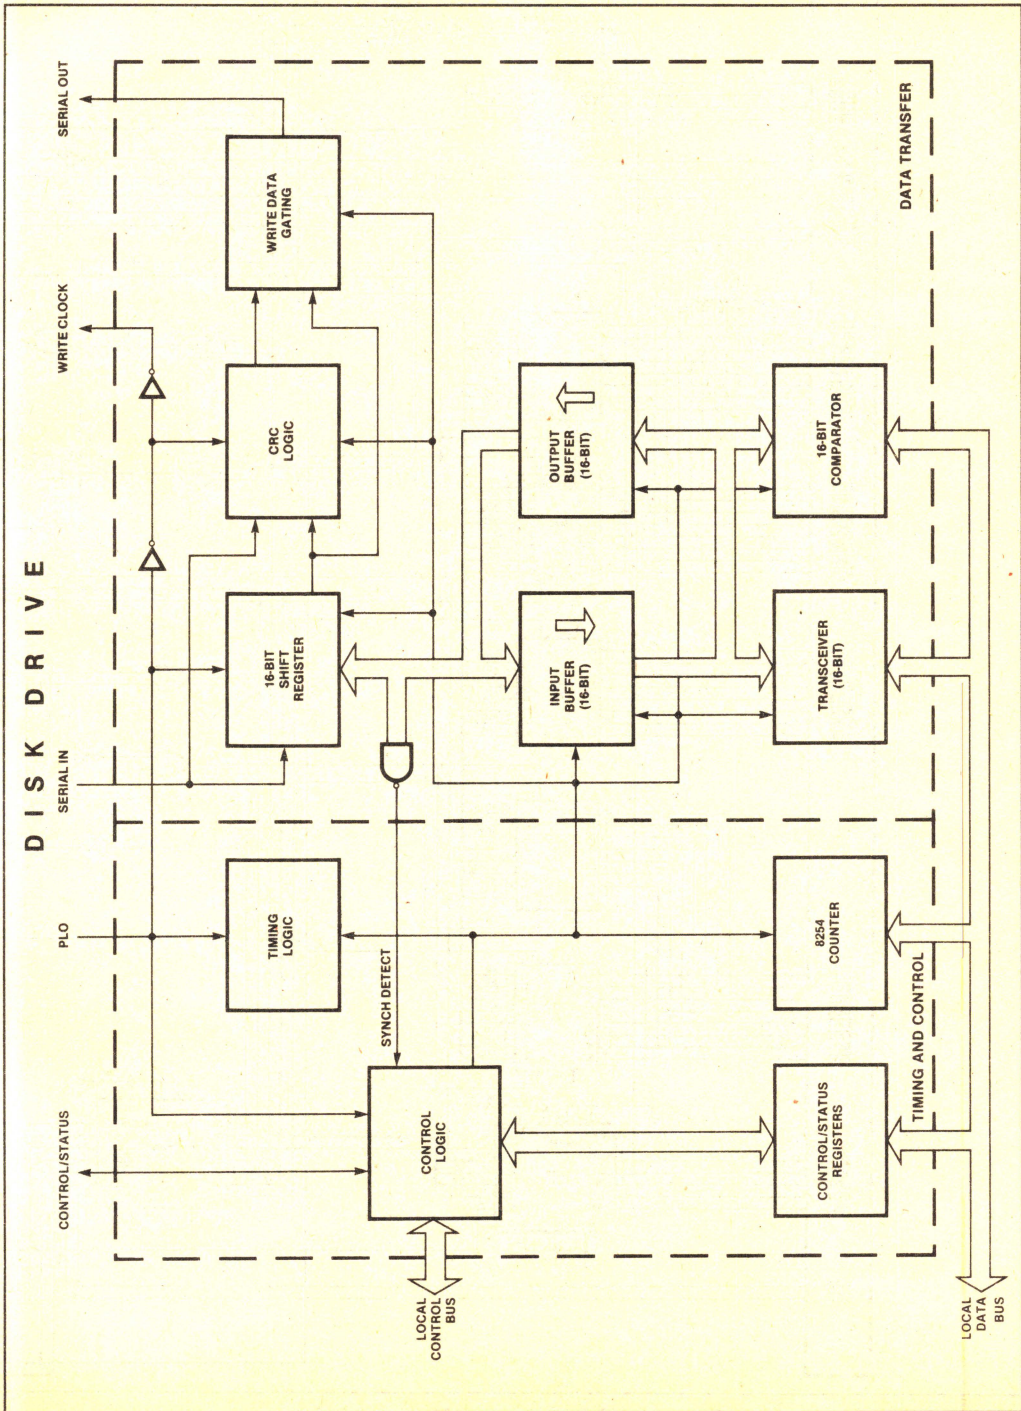 DISK DRIVE
CONTROL/STATUS
PLO
SERIAL IN
WRITE CLOCK
SERIAL OUT
TIMING
LOGIC
16-BIT
SHIFT
REGISTER
CRC
LOGIC
WRITE DATA
GATING
SYNCH DETECT
LOCAL
CONTROL
BUS
CONTROL
LOGIC
INPUT
BUFFER
(16-BIT)
OUTPUT
BUFFER
(16-BIT)
CONTROL/STATUS
REGISTERS
8254
COUNTER
TRANSCEIVER
(16-BIT)
16-BIT
COMPARATOR
TIMING AND CONTROL
DATA TRANSFER
LOCAL
DATA
BUS